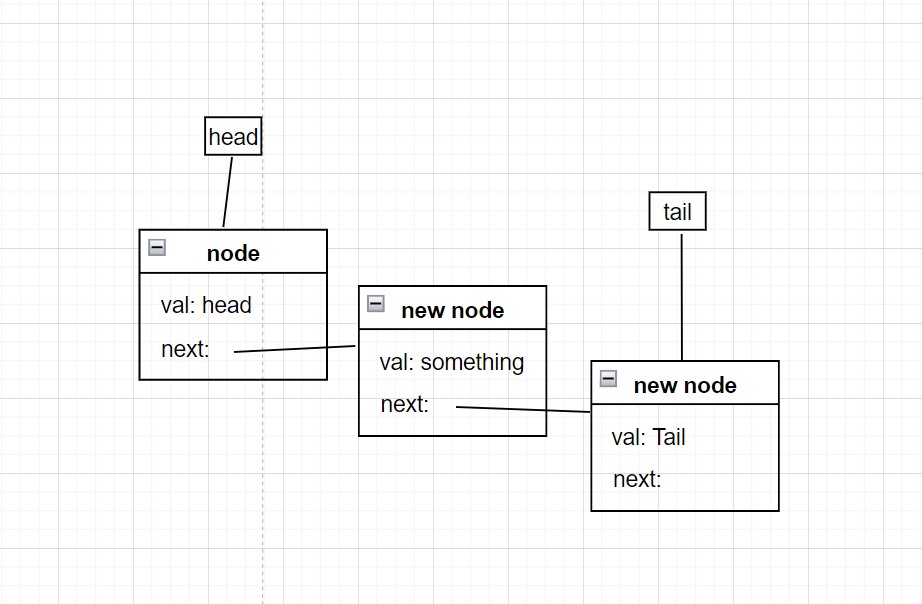 head
node
val: head
next:
new node
val: something
next:
tail
new node
val: Tail
next: